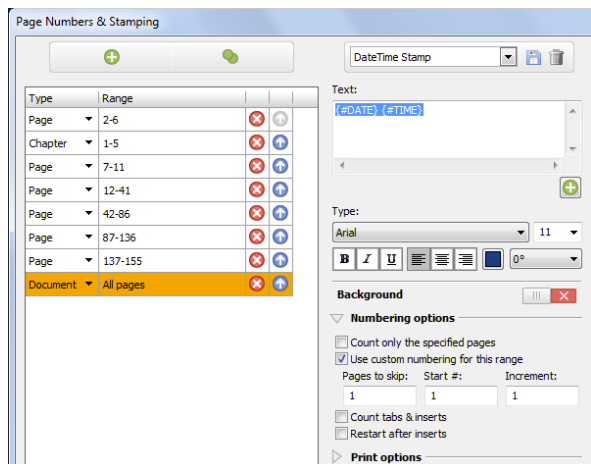 Page Numbers & Stamping
DateTime Stamp
Type Range
Page 2-6
Chapter 1-5
Page 7-11
Page 12-41
Page 42-86
Page 87-136
Page 137-155
Document All pages
Text:
{#DATE} {#TIME}
Type:
Arial 11
B I U 0°
Background
Numbering options
Count only the specified pages
Use custom numbering for this range
Pages to skip: Start #: Increment:
1 1 1
Count tabs & inserts
Restart after inserts
Print options